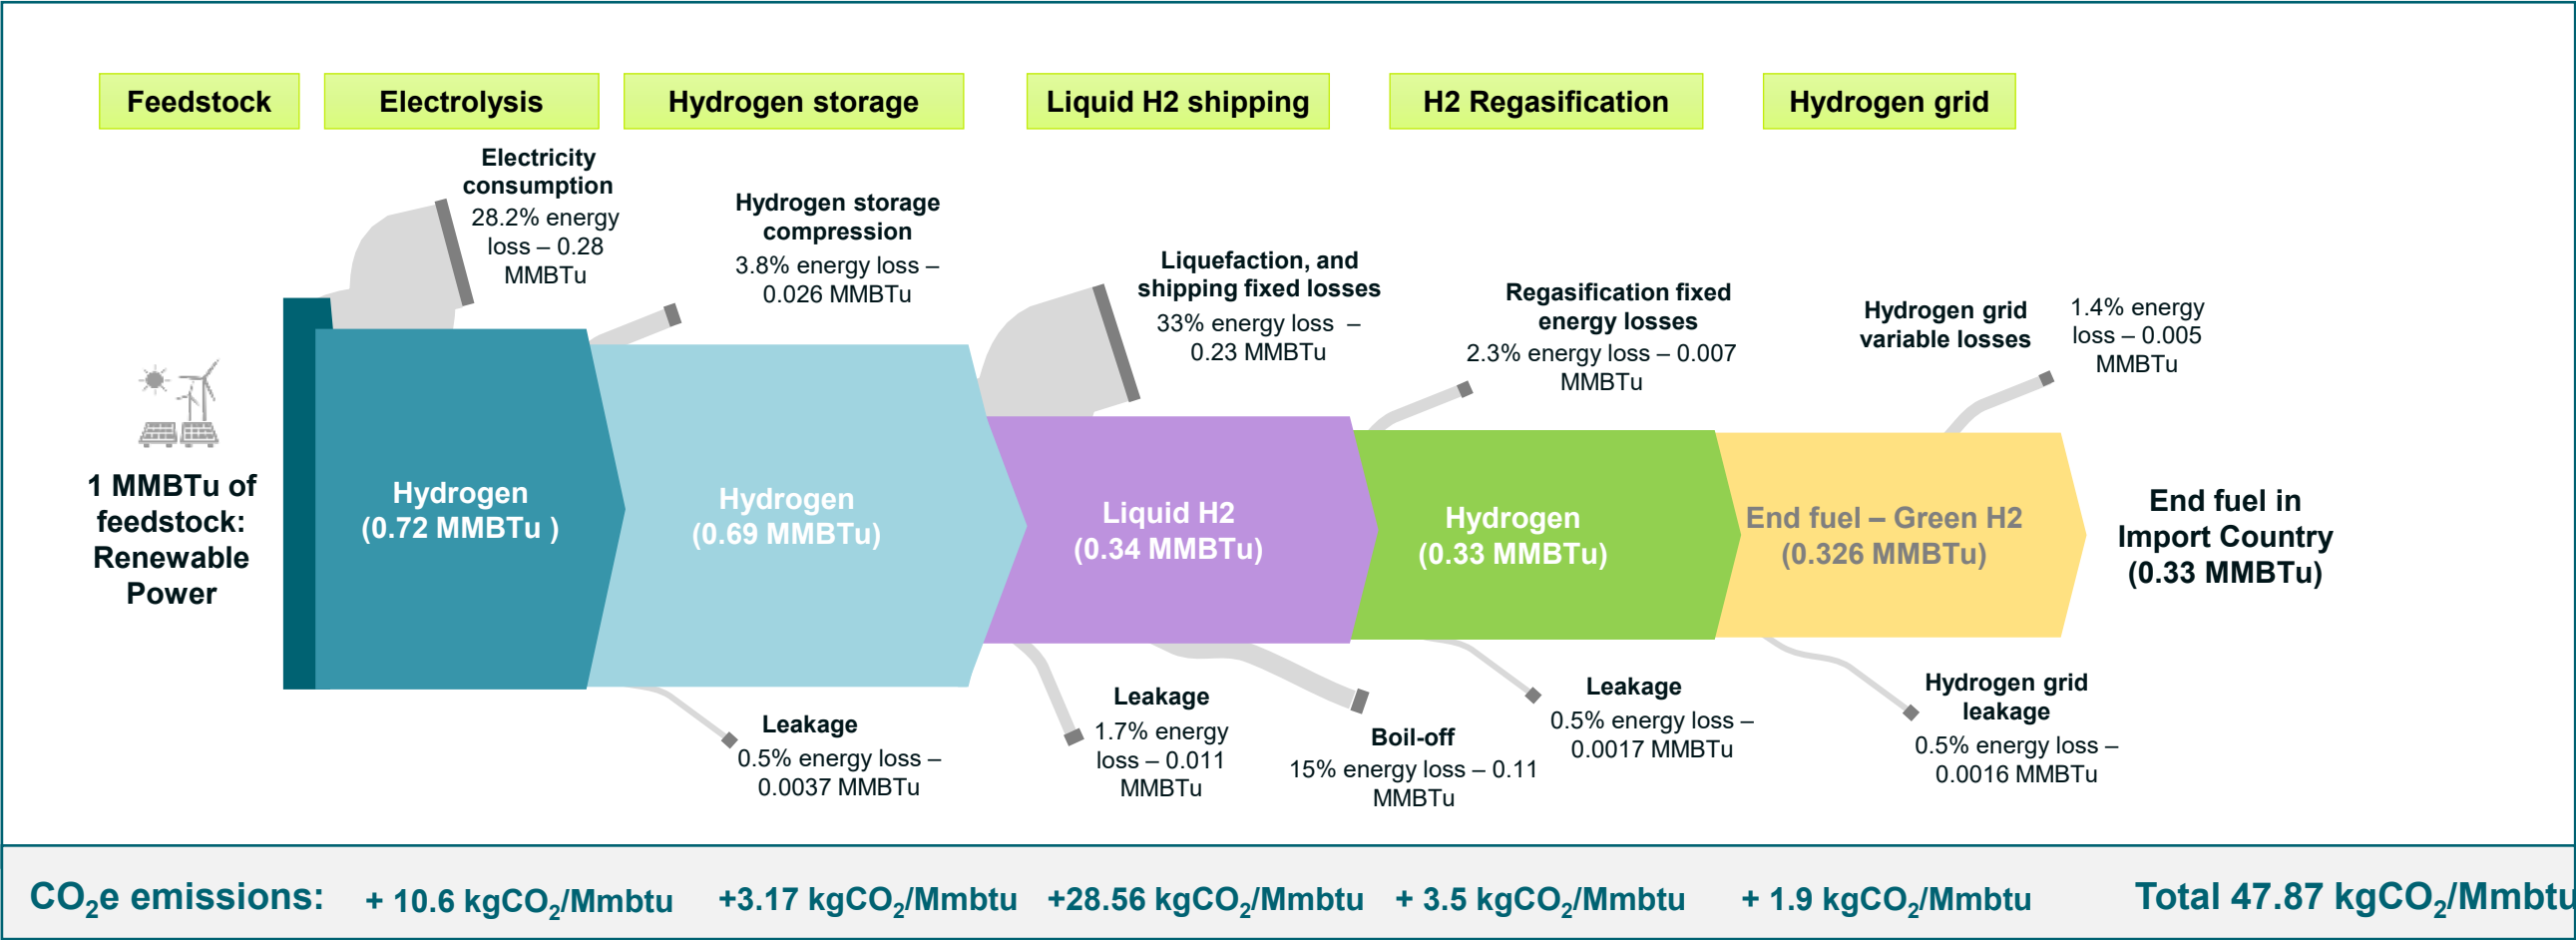 Feedstock
Electrolysis
Hydrogen storage
Liquid H2 shipping
H2 Regasification
Hydrogen grid
Electricity
consumption
28.2% energy
loss – 0.28
MMBTu
Hydrogen storage
compression
3.8% energy loss –
0.026 MMBTu
Liquefaction, and
shipping fixed losses
33% energy loss –
0.23 MMBTu
Regasification fixed
energy losses
2.3% energy loss – 0.007
MMBTu
Hydrogen grid
variable losses
1.4% energy
loss – 0.005
MMBTu
1 MMBTu of
feedstock:
Renewable
Power
Hydrogen
(0.72 MMBTu )
Hydrogen
(0.69 MMBTu)
Liquid H2
(0.34 MMBTu)
Hydrogen
(0.33 MMBTu)
End fuel – Green H2
(0.326 MMBTu)
End fuel in
Import Country
(0.33 MMBTu)
Leakage
0.5% energy loss –
0.0037 MMBTu
Leakage
1.7% energy
loss – 0.011
MMBTu
Boil-off
15% energy loss – 0.11
MMBTu
Leakage
0.5% energy loss –
0.0017 MMBTu
Hydrogen grid
leakage
0.5% energy loss –
0.0016 MMBTu
CO₂e emissions:
+ 10.6 kgCO₂/Mmbtu
+3.17 kgCO₂/Mmbtu
+28.56 kgCO₂/Mmbtu
+ 3.5 kgCO₂/Mmbtu
+ 1.9 kgCO₂/Mmbtu
Total 47.87 kgCO₂/Mmbtu